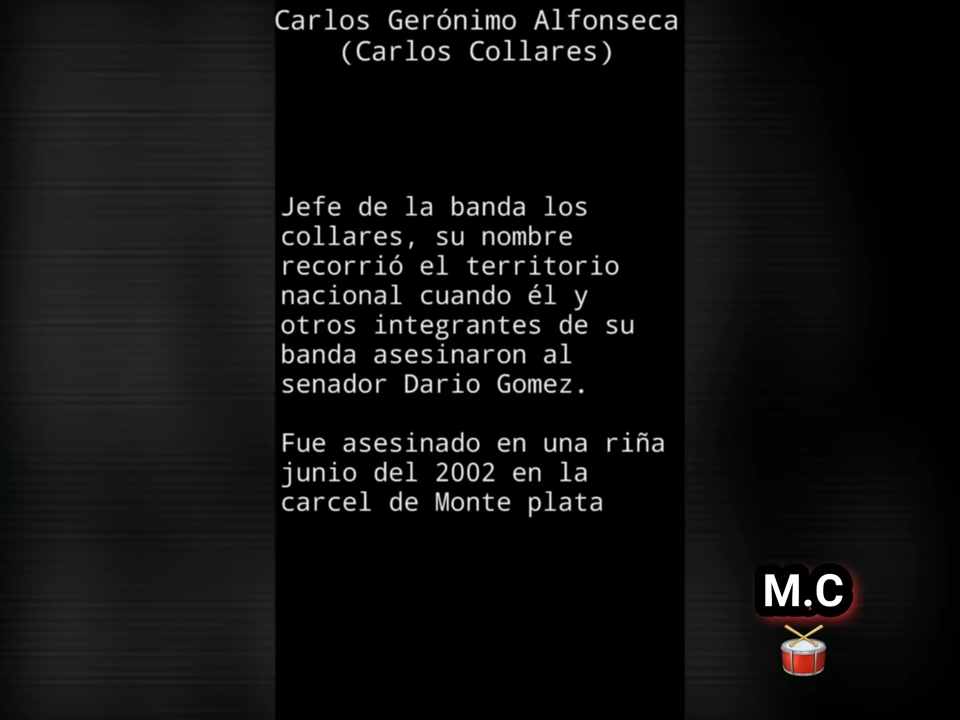 Carlos Gerónimo Alfonseca
(Carlos Collares)
Jefe de la banda los
collares, su nombre
recorrió el territorio
nacional cuando él y
otros integrantes de su
banda asesinaron al
senador Dario Gomez.
Fue asesinado en una riña
junio del 2002 en la
carcel de Monte plata
M.C